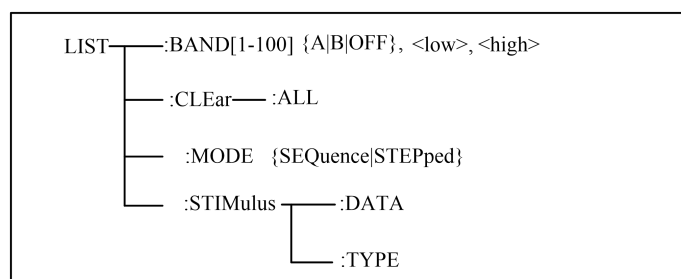 LIST :BAND[1-100] {A|B|OFF}, <low>, <high>
:CLEar :ALL
:MODE {SEQuence|STEPped}
:STIMulus :DATA
:TYPE